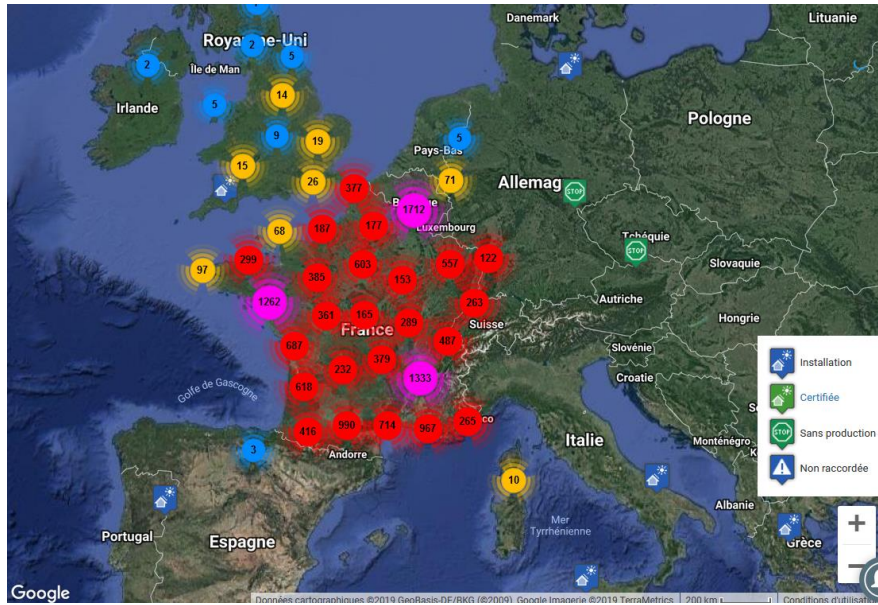 Danemark
Lituanie
Royaume-Uni
2
5
2
Île de Man
14
5
Irlande
Pologne
9
19
5
Pays-Bas
15
71
Allemag
STOP
26
377
1712
68
187
177
Luxembourg
Tchéquie
STOP
299
603
557
122
97
385
153
Slovaquie
1262
263
Autriche
361
165
289
Suisse
Hongrie
France
487
687
Slovénie
379
232
1333
Croatie
618
Golfe de Gascogne
416
990
714
967
265
co
Italie
3
Andorre
Monténégro
10
Albanie
Portugal
Espagne
Mer
Tyrrhénienne
Grèce
Installation
Certifiée
STOP
Sans production
Non raccordée
+
−
Google
Données cartographiques ©2019 GeoBasis-DE/BKG (©2009), Google Imagerie ©2019 TerraMetrics
200 km
Conditions d'utilisati